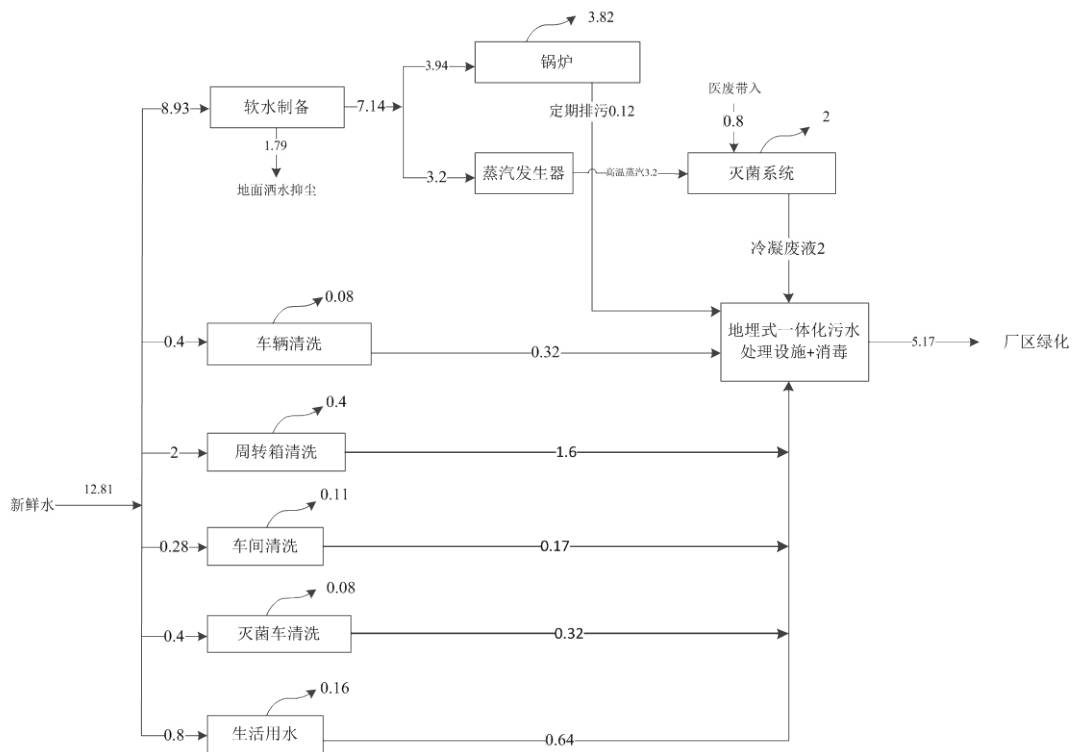 3.82
锅炉
3.94
医废带入
8.93
软水制备
7.14
定期排污0.12
0.8
2
1.79
3.2
蒸汽发生器
高温蒸汽3.2
灭菌系统
地面洒水抑尘
冷凝废液2
0.08
0.4
车辆清洗
0.32
地埋式一体化污水
处理设施+消毒
5.17
厂区绿化
0.4
2
周转箱清洗
1.6
新鲜水
12.81
0.11
0.28
车间清洗
0.17
0.08
0.4
灭菌车清洗
0.32
0.16
0.8
生活用水
0.64